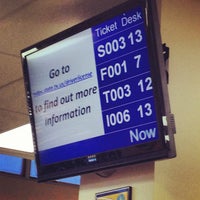 Ticket Desk
S003 13
F001 7
T003 12
I006 13
Now
Go to
to find out more
information